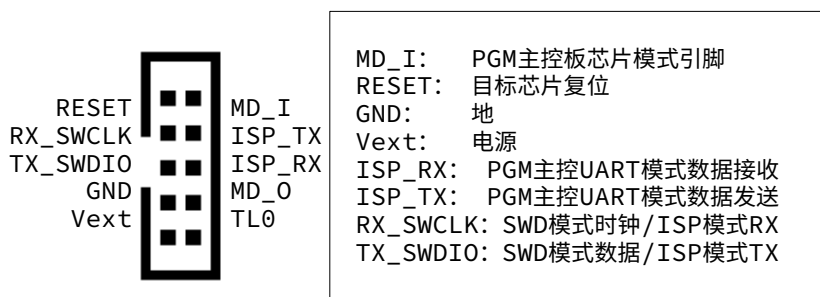 RESET MD_I
RX_SWCLK ISP_TX
TX_SWDIO ISP_RX
GND MD_O
Vext TL0
MD_I: PGM主控板芯片模式引脚
RESET: 目标芯片复位
GND: 地
Vext: 电源
ISP_RX: PGM主控UART模式数据接收
ISP_TX: PGM主控UART模式数据发送
RX_SWCLK: SWD模式时钟/ISP模式RX
TX_SWDIO: SWD模式数据/ISP模式TX